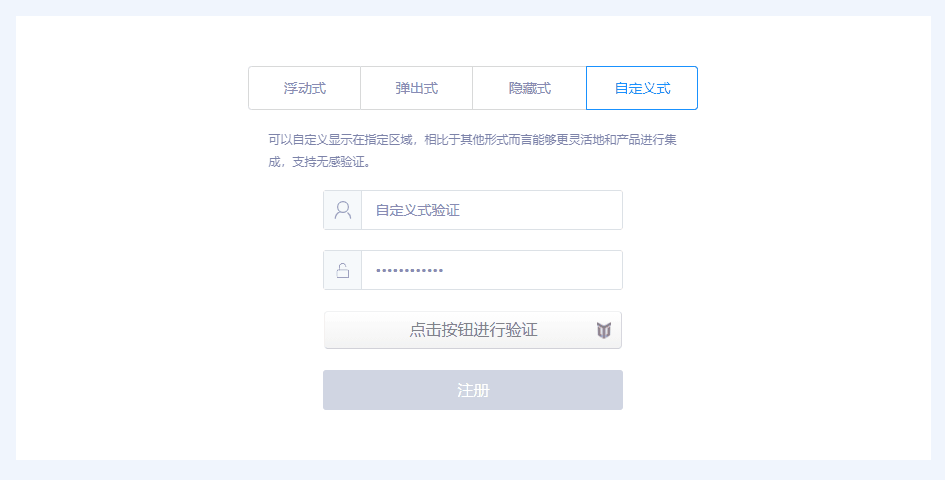 浮动式 弹出式 隐藏式 自定义式
可以自定义显示在指定区域，相比于其他形式而言能够更灵活地和产品进行集
成，支持无感验证。
自定义式验证
••••••••••••
点击按钮进行验证
注册